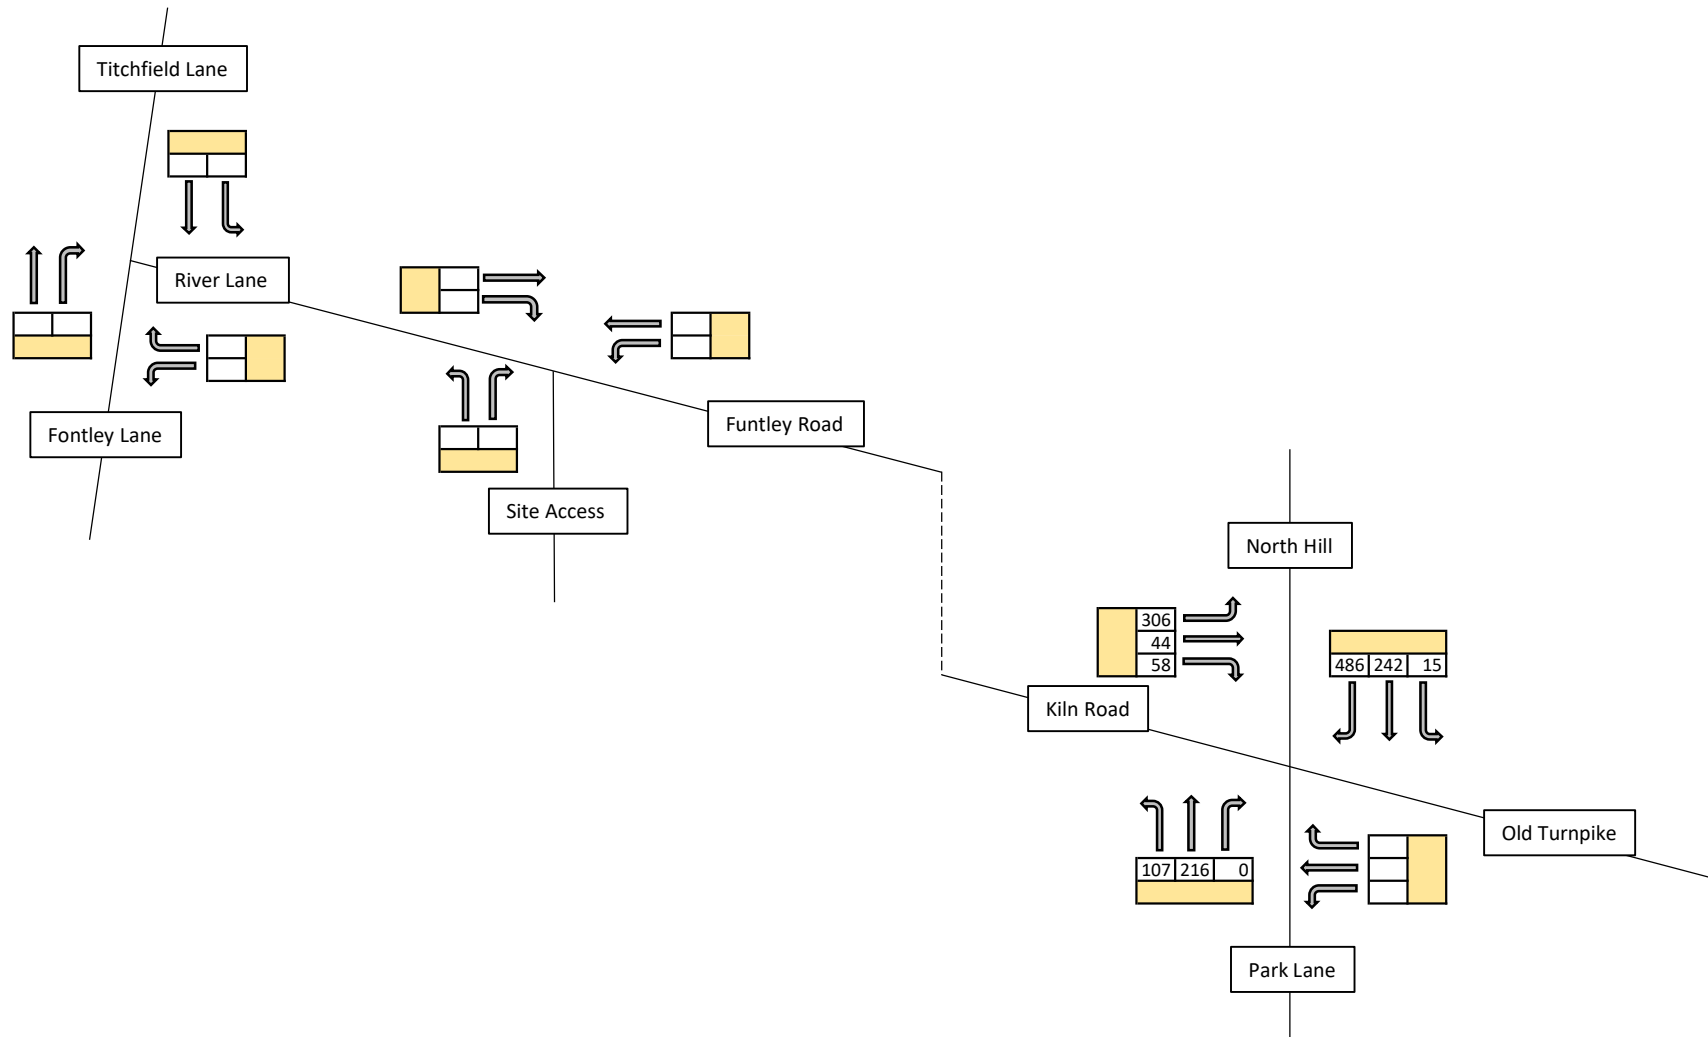 Titchfield Lane
River Lane
Fontley Lane
Funtley Road
Site Access
North Hill
306
44
58
486 242 15
Kiln Road
Old Turnpike
107 216 0
Park Lane